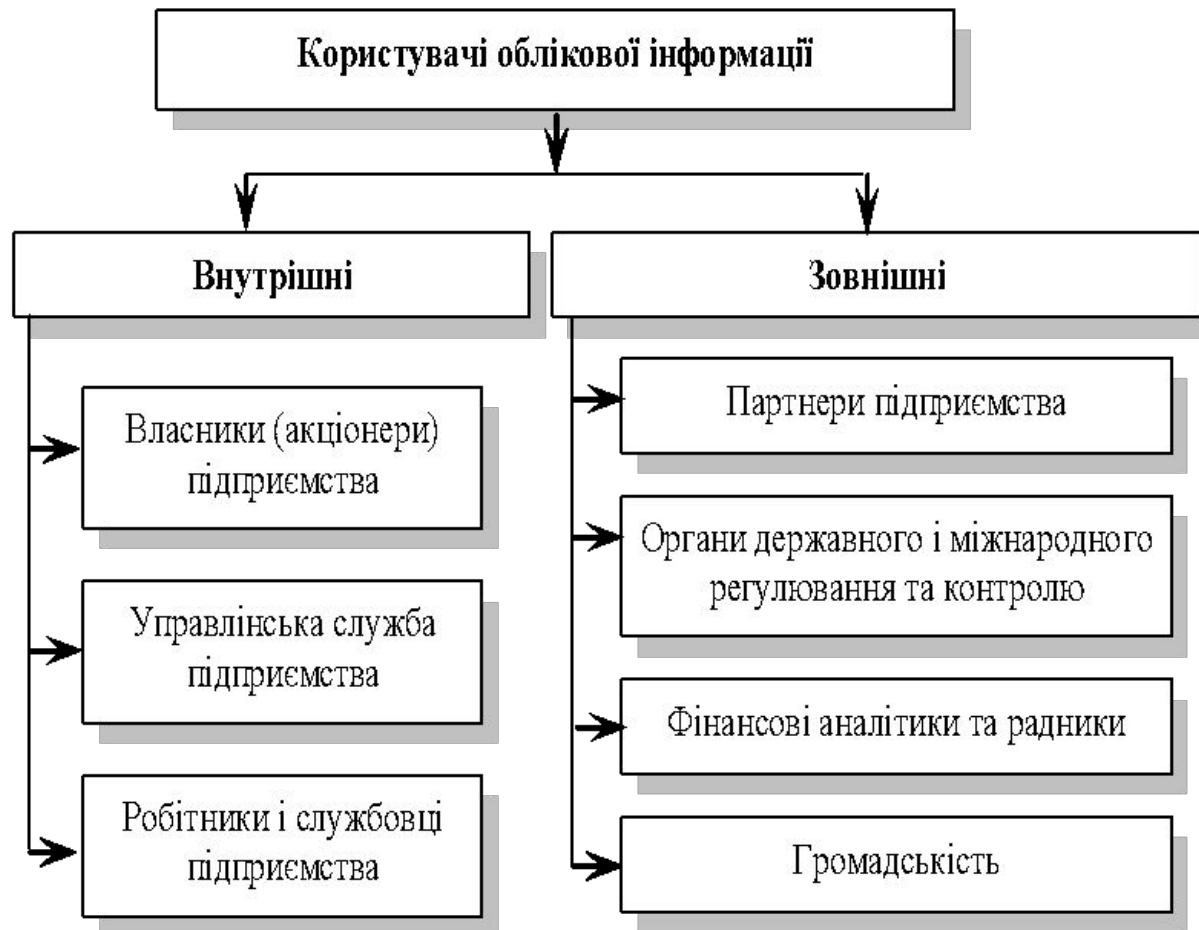 Користувачі облікової інформації
Внутрішні
Власники (акціонери)
підприємства
Управлінська служба
підприємства
Робітники і службовці
підприємства
Зовнішні
Партнери підприємства
Органи державного і міжнародного
регулювання та контролю
Фінансові аналітики та радники
Громадськість